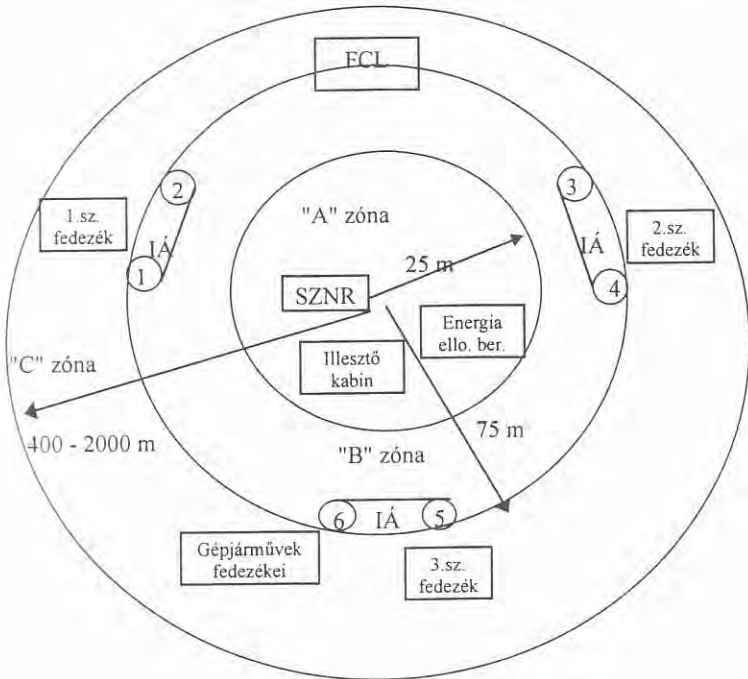 FCL
2
3
1.sz.
fedezék
IÁ
1
"A" zóna
25 m
SZNR
IÁ
4
2.sz.
fedezék
Energia
ello. ber.
Illesztő
kabin
"C" zóna
400 - 2000 m
75 m
"B" zóna
6
IÁ
5
Gépjárművek
fedezékei
3.sz.
fedezék